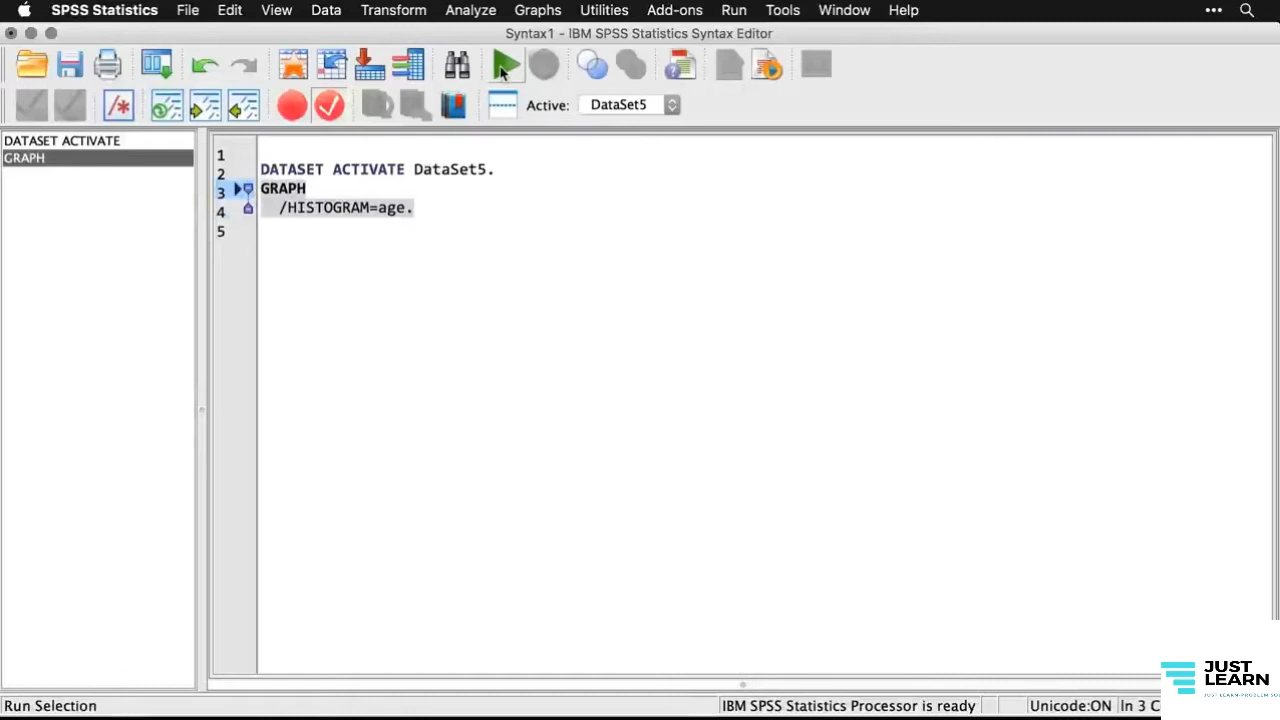 SPSS Statistics File Edit View Data Transform Analyze Graphs Utilities Add-ons Run Tools Window Help
Syntax1 - IBM SPSS Statistics Syntax Editor
Active: DataSet5
DATASET ACTIVATE
GRAPH
1
2 DATASET ACTIVATE DataSet5.
3 GRAPH
4 /HISTOGRAM=age.
5
JUST
LEARN
Run Selection IBM SPSS Statistics Processor is ready Unicode:ON In 3 C